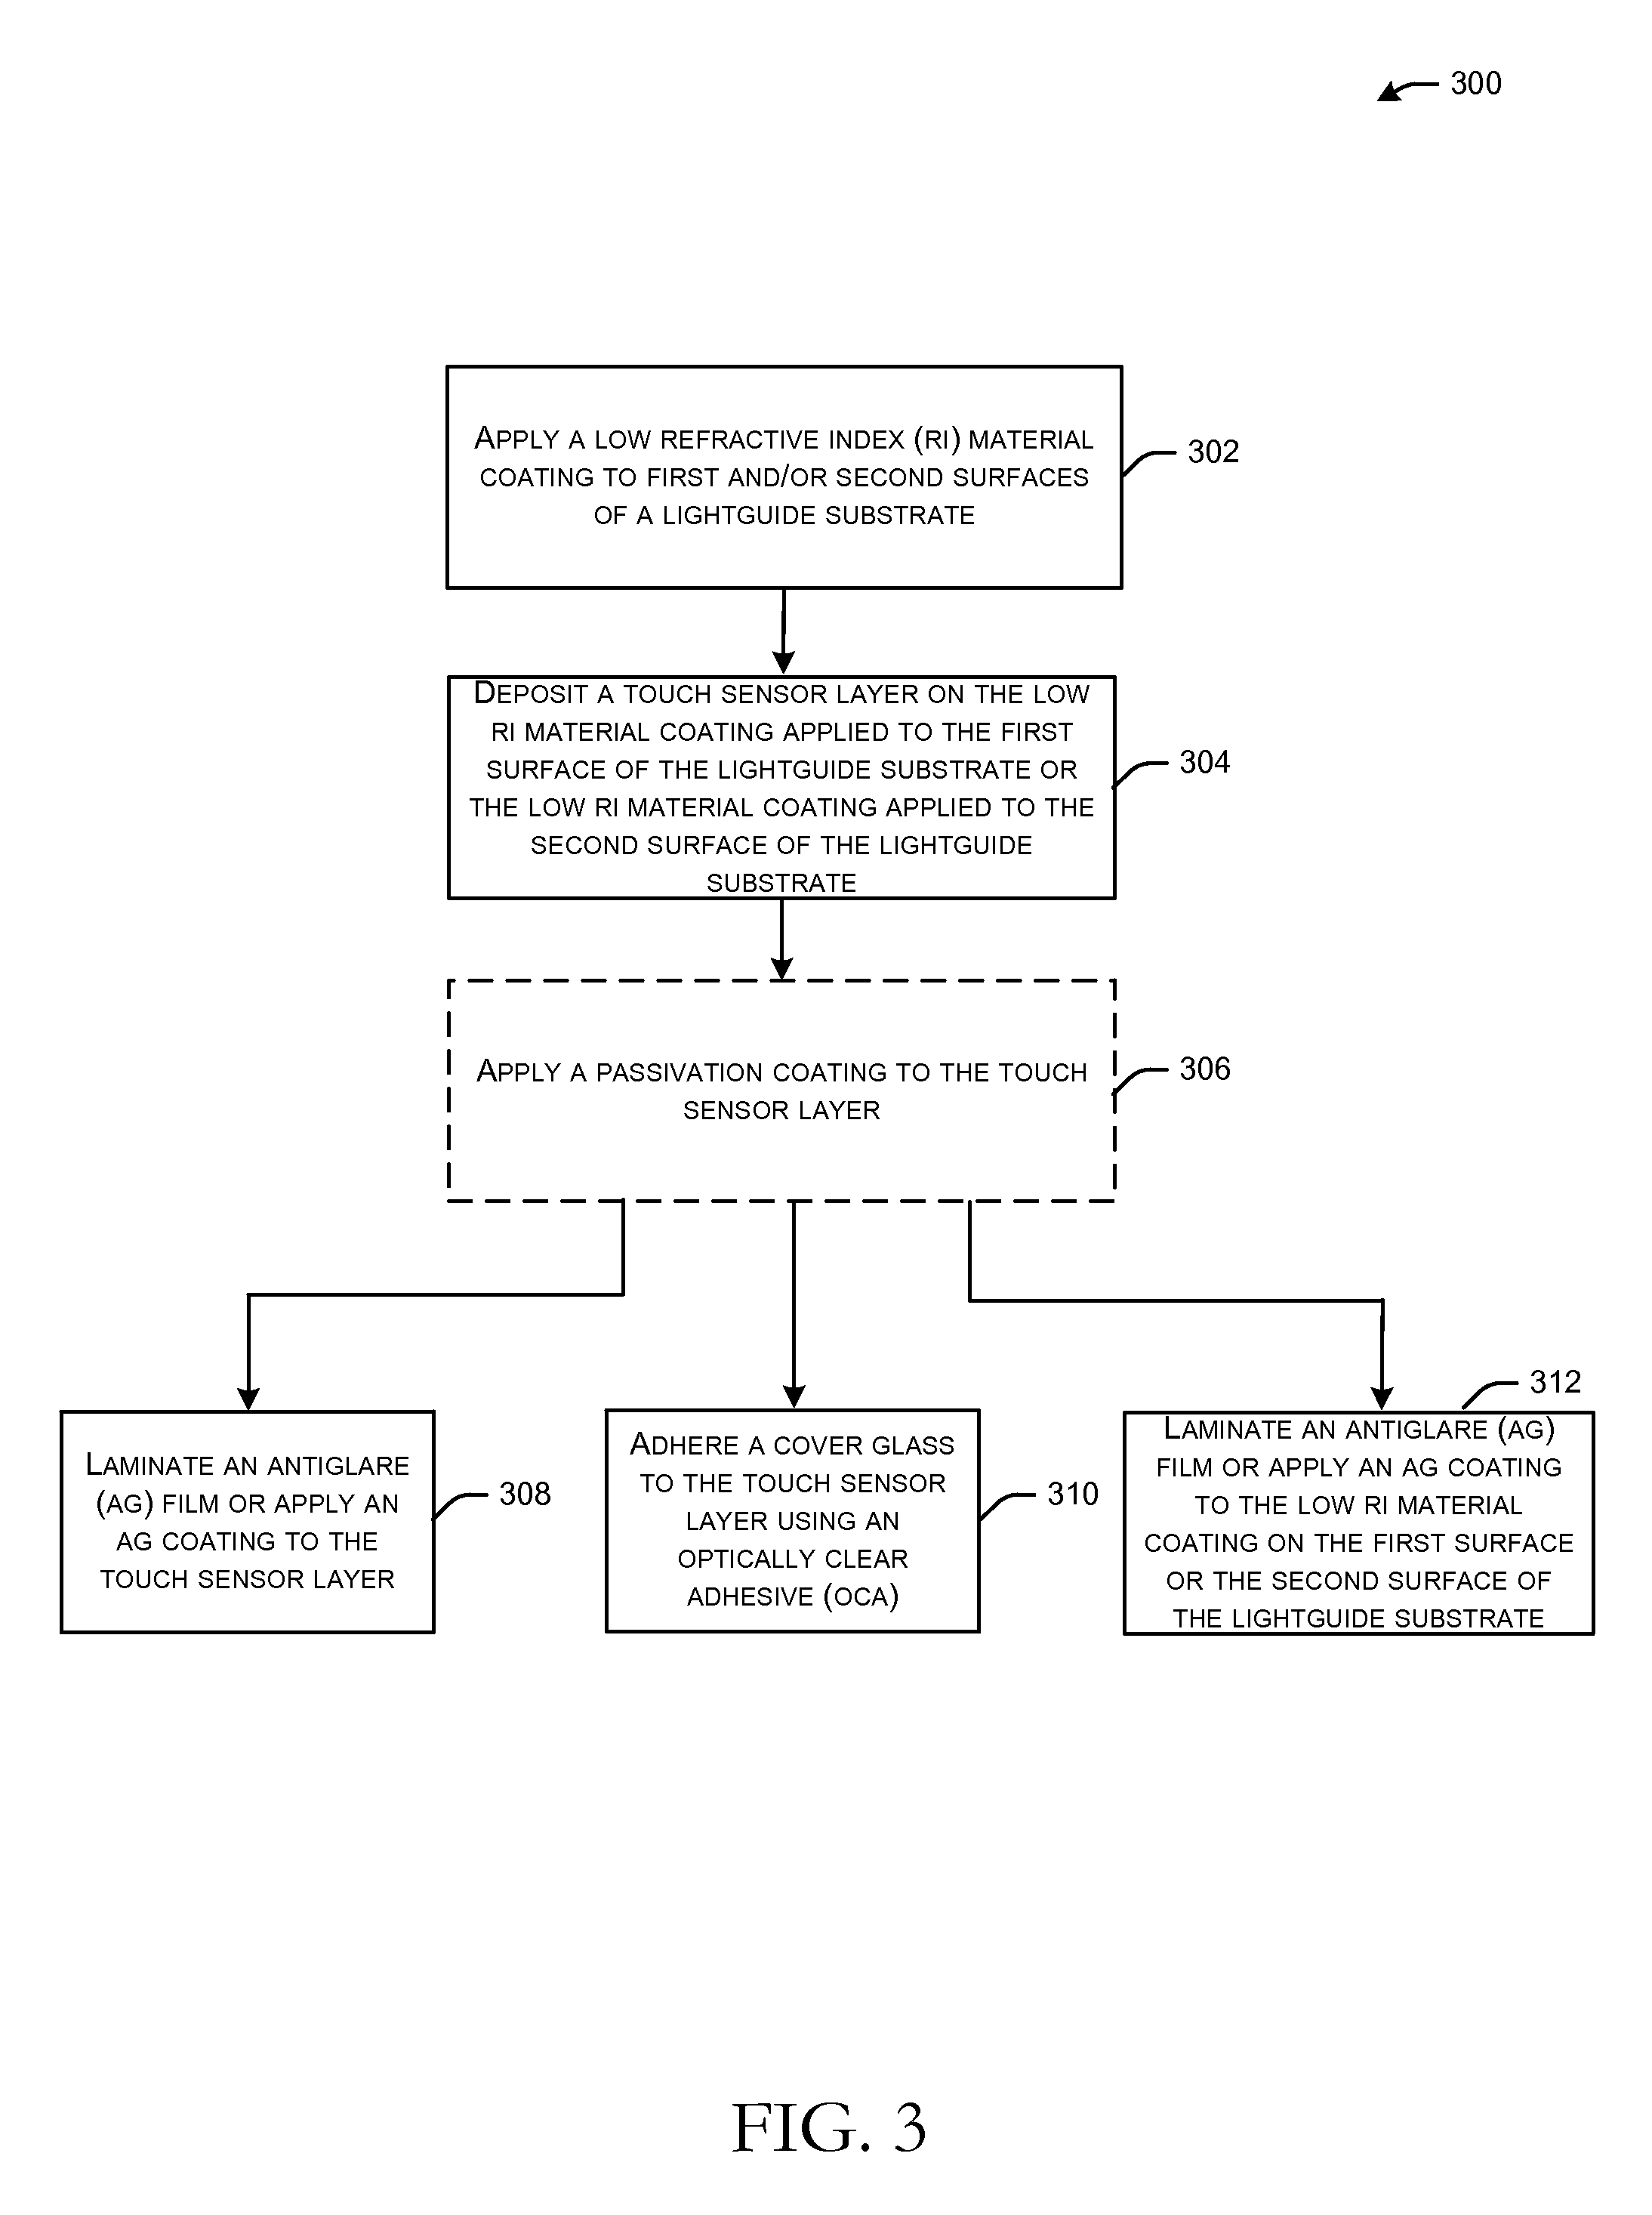 300
APPLY A LOW REFRACTIVE INDEX (RI) MATERIAL
COATING TO FIRST AND/OR SECOND SURFACES
OF A LIGHTGUIDE SUBSTRATE
302
DEPOSIT A TOUCH SENSOR LAYER ON THE LOW
RI MATERIAL COATING APPLIED TO THE FIRST
SURFACE OF THE LIGHTGUIDE SUBSTRATE OR
THE LOW RI MATERIAL COATING APPLIED TO THE
SECOND SURFACE OF THE LIGHTGUIDE
SUBSTRATE
304
APPLY A PASSIVATION COATING TO THE TOUCH
SENSOR LAYER
306
LAMINATE AN ANTIGLARE
(AG) FILM OR APPLY AN
AG COATING TO THE
TOUCH SENSOR LAYER
308
ADHERE A COVER GLASS
TO THE TOUCH SENSOR
LAYER USING AN
OPTICALLY CLEAR
ADHESIVE (OCA)
310
312
LAMINATE AN ANTIGLARE (AG)
FILM OR APPLY AN AG COATING
TO THE LOW RI MATERIAL
COATING ON THE FIRST SURFACE
OR THE SECOND SURFACE OF
THE LIGHTGUIDE SUBSTRATE
FIG. 3